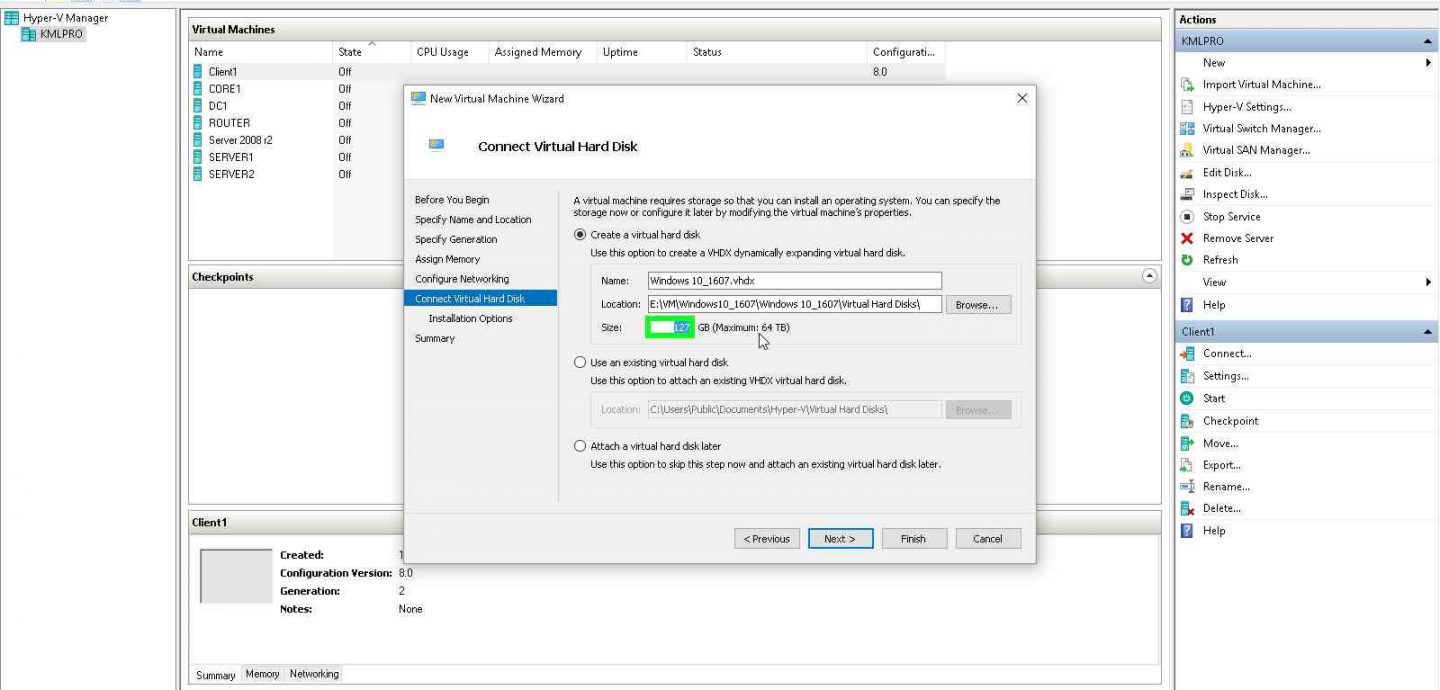 Hyper-V Manager
KMLPRO
Virtual Machines
Name State CPU Usage Assigned Memory Uptime Status Configurati...
Client1 Off 8.0
CORE1 Off
DC1 Off
ROUTER Off
Server 2008 r2 Off
SERVER1 Off
SERVER2 Off
Checkpoints
Client1
Created: 1
Configuration Version: 8.0
Generation: 2
Notes: None
Summary Memory Networking
New Virtual Machine Wizard
Connect Virtual Hard Disk
Before You Begin
Specify Name and Location
Specify Generation
Assign Memory
Configure Networking
Connect Virtual Hard Disk
Installation Options
Summary
A virtual machine requires storage so that you can install an operating system. You can specify the
storage now or configure it later by modifying the virtual machine's properties.
Create a virtual hard disk
Use this option to create a VHDX dynamically expanding virtual hard disk.
Name: Windows 10_1607.vhdx
Location: E:\VM\Windows10_1607\Windows 10_1607\Virtual Hard Disks\ Browse...
Size: 127 GB (Maximum: 64 TB)
Use an existing virtual hard disk
Use this option to attach an existing VHDX virtual hard disk.
Location: C:\Users\Public\Documents\Hyper-V\Virtual Hard Disks\ Browse...
Attach a virtual hard disk later
Use this option to skip this step now and attach an existing virtual hard disk later.
< Previous Next > Finish Cancel
Actions
KMLPRO
New
Import Virtual Machine...
Hyper-V Settings...
Virtual Switch Manager...
Virtual SAN Manager...
Edit Disk...
Inspect Disk...
Stop Service
Remove Server
Refresh
View
Help
Client1
Connect...
Settings...
Start
Checkpoint
Move...
Export...
Rename...
Delete...
Help